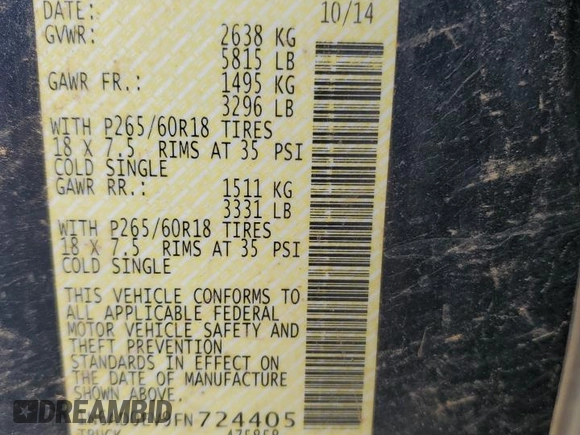 DATE: 10/14
GVWR: 2638 KG
5815 LB
GAWR FR.: 1495 KG
3296 LB
WITH P265/60R18 TIRES
18 X 7.5 RIMS AT 35 PSI
COLD SINGLE
GAWR RR.: 1511 KG
3331 LB
WITH P265/60R18 TIRES
18 X 7.5 RIMS AT 35 PSI
COLD SINGLE
THIS VEHICLE CONFORMS TO
ALL APPLICABLE FEDERAL
MOTOR VEHICLE SAFETY AND
THEFT PREVENTION
STANDARDS IN EFFECT ON
THE DATE OF MANUFACTURE
SHOWN ABOVE.
FN 724405
TRUCK 475858
DREAMBID